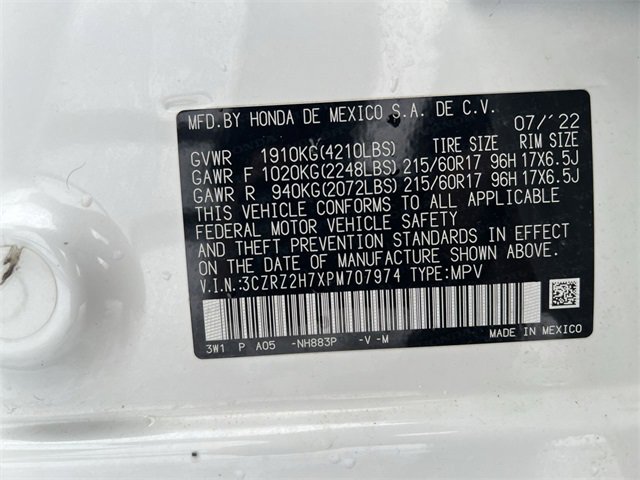 MFD.BY HONDA DE MEXICO S.A. DE C.V.
07/'22
TIRE SIZE RIM SIZE
GVWR 1910KG(4210LBS)
GAWR F 1020KG(2248LBS) 215/60R17 96H 17X6.5J
GAWR R 940KG(2072LBS) 215/60R17 96H 17X6.5J
THIS VEHICLE CONFORMS TO ALL APPLICABLE
FEDERAL MOTOR VEHICLE SAFETY
AND THEFT PREVENTION STANDARDS IN EFFECT
ON THE DATE OF MANUFACTURE SHOWN ABOVE.
V.I.N.:3CZRZ2H7XPM707974 TYPE:MPV
MADE IN MEXICO
3W1 P A05 -NH883P -V -M